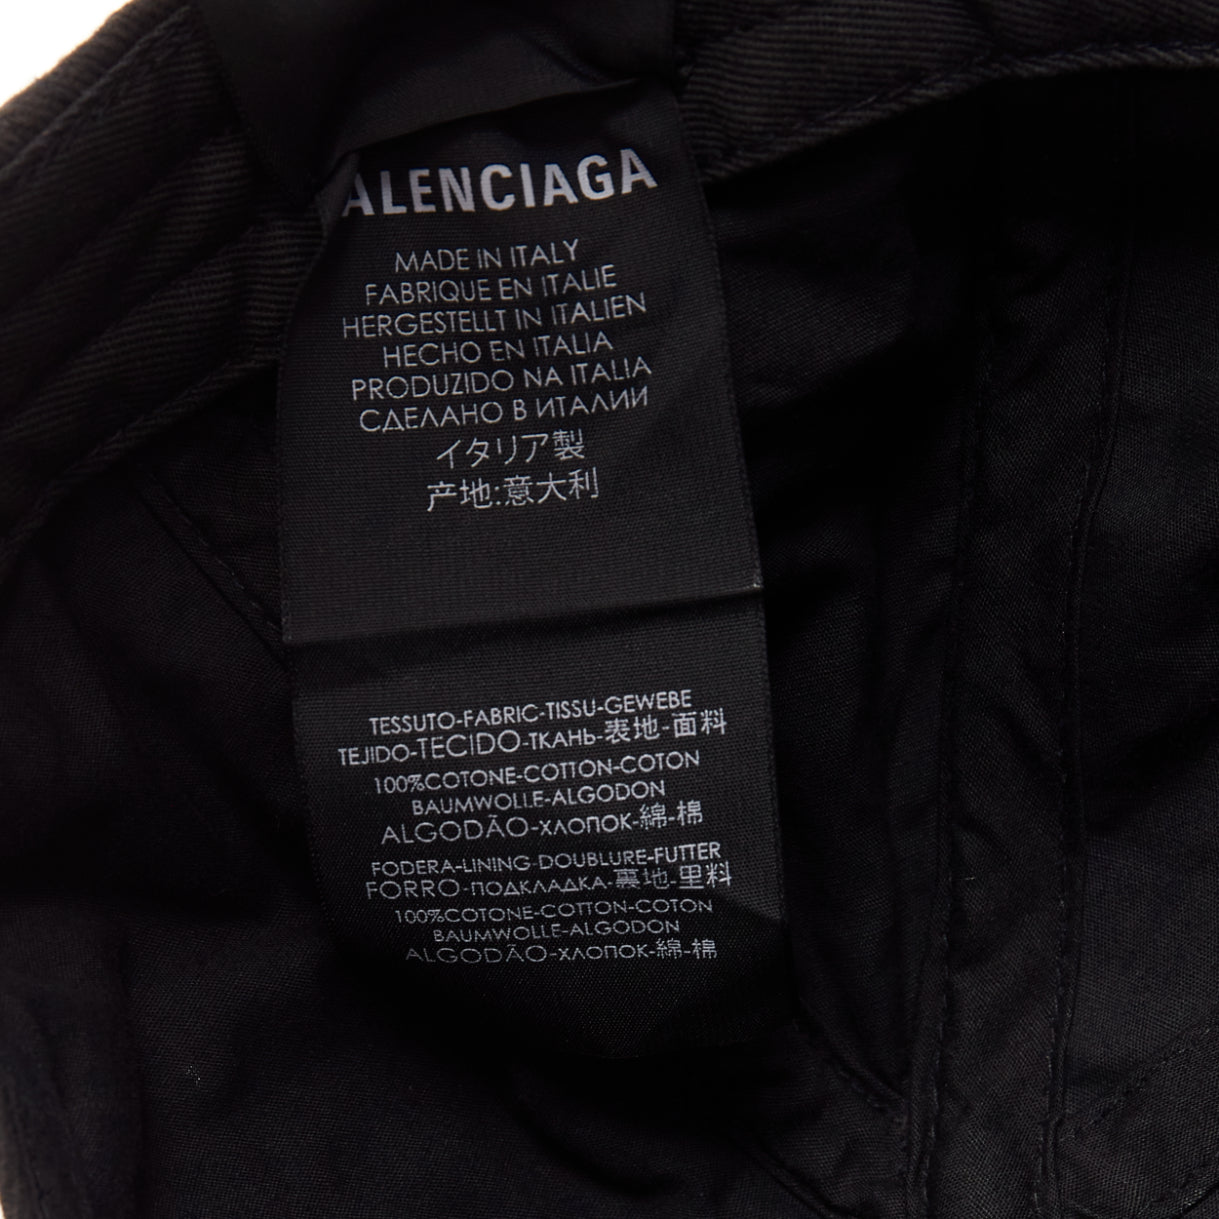 ALENCIAGA
MADE IN ITALY
FABRIQUE EN ITALIE
HERGESTELLT IN ITALIEN
HECHO EN ITALIA
PRODUZIDO NA ITALIA
СДЕЛАНО В ИТАЛИИ
イタリア製
产地:意大利
TESSUTO-FABRIC-TISSU-GEWEBE
TEJIDO-TECIDO-ТКАНЬ-表地-面料
100%COTONE-COTTON-COTON
BAUMWOLLE-ALGODON
ALGODÃO-ХЛОПОК-綿-棉
FODERA-LINING-DOUBLURE-FUTTER
FORRO-ПОДКЛАДКА-裏地-里料
100%COTONE-COTTON-COTON
BAUMWOLLE-ALGODON
ALGODÃO-ХЛОПОК-綿-棉